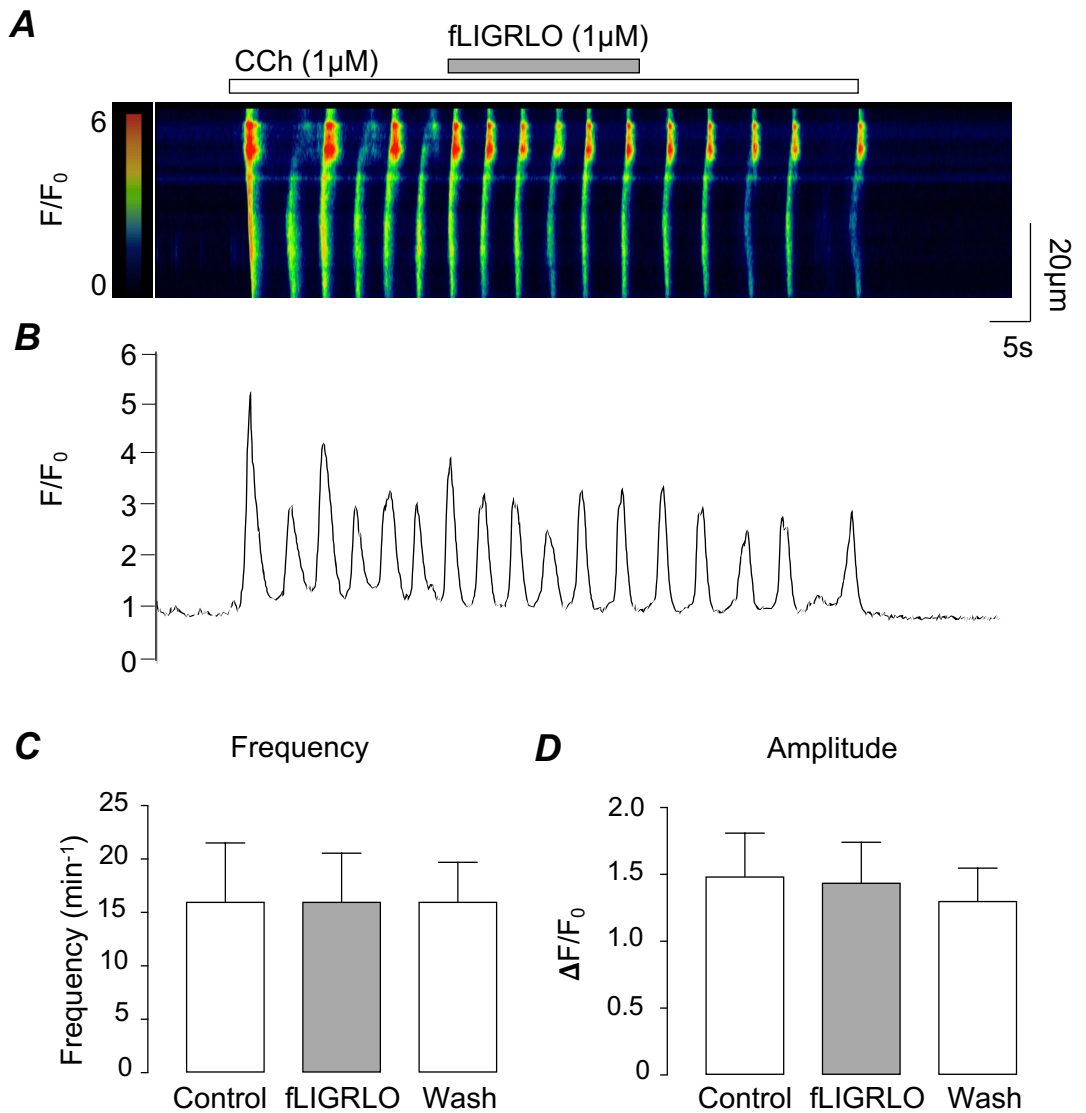 A
fLIGRLO (1µM)
CCh (1µM)
6
F/F0
0
20µm
5s
B
6
5
4
3
2
1
0
F/F0
C
Frequency
25
20
15
10
5
0
Frequency (min-1)
Control fLIGRLO Wash
D
Amplitude
2.0
1.5
1.0
0.5
0
ΔF/F0
Control fLIGRLO Wash